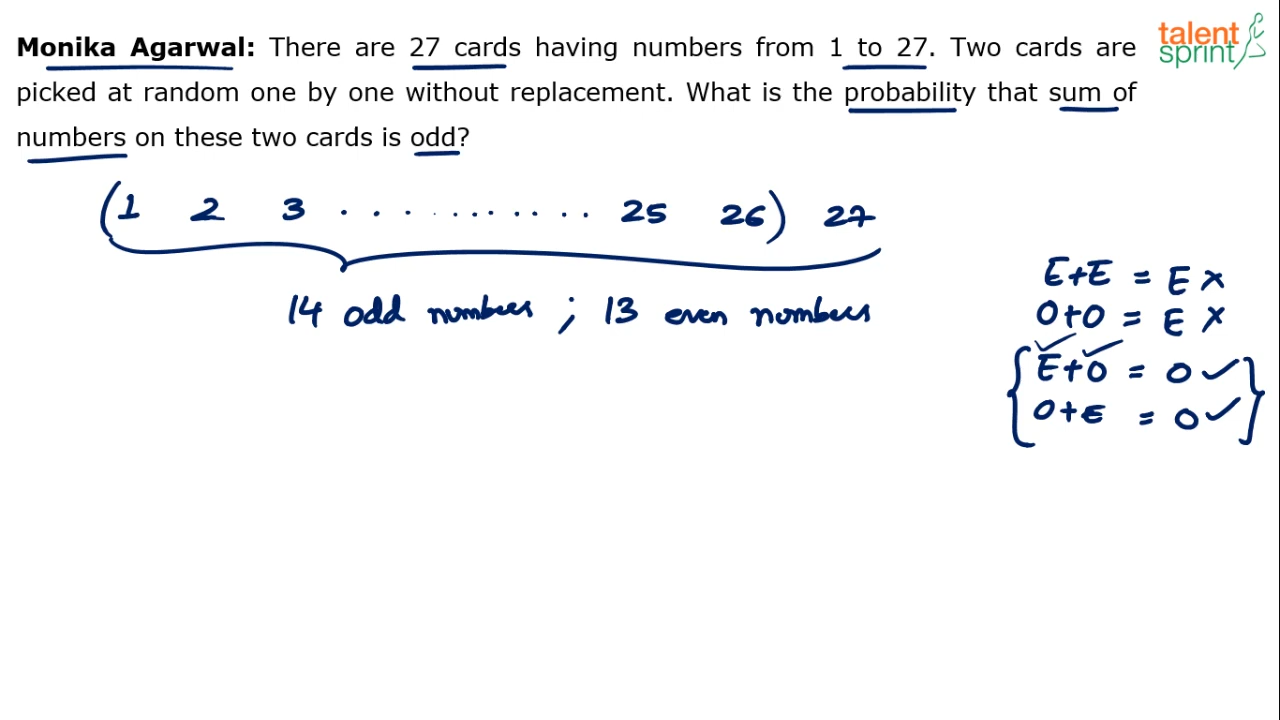 Monika Agarwal: There are 27 cards having numbers from 1 to 27. Two cards are
picked at random one by one without replacement. What is the probability that sum of
numbers on these two cards is odd?
talent
sprint
(1 2 3 . . . . . . . . . . . 25 26) 27
14 odd numbers ; 13 even numbers
E+E = E ×
O+O = E ×
E+O = O ✓
O+E = O ✓